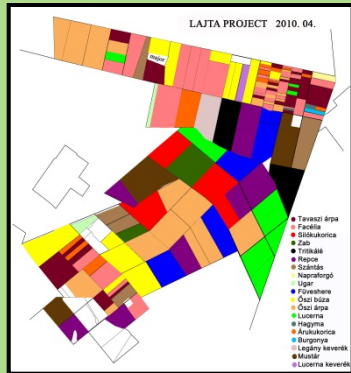 LAJTA PROJECT 2010. 04.
major
Tavaszi árpa
Facélia
Silókukorica
Zab
Tritikálé
Repce
Szántás
Napraforgó
Ugar
Füveshere
Őszi búza
Őszi árpa
Lucerna
Hagyma
Árukukorica
Burgonya
Legány keverék
Mustár
Lucerna keverék